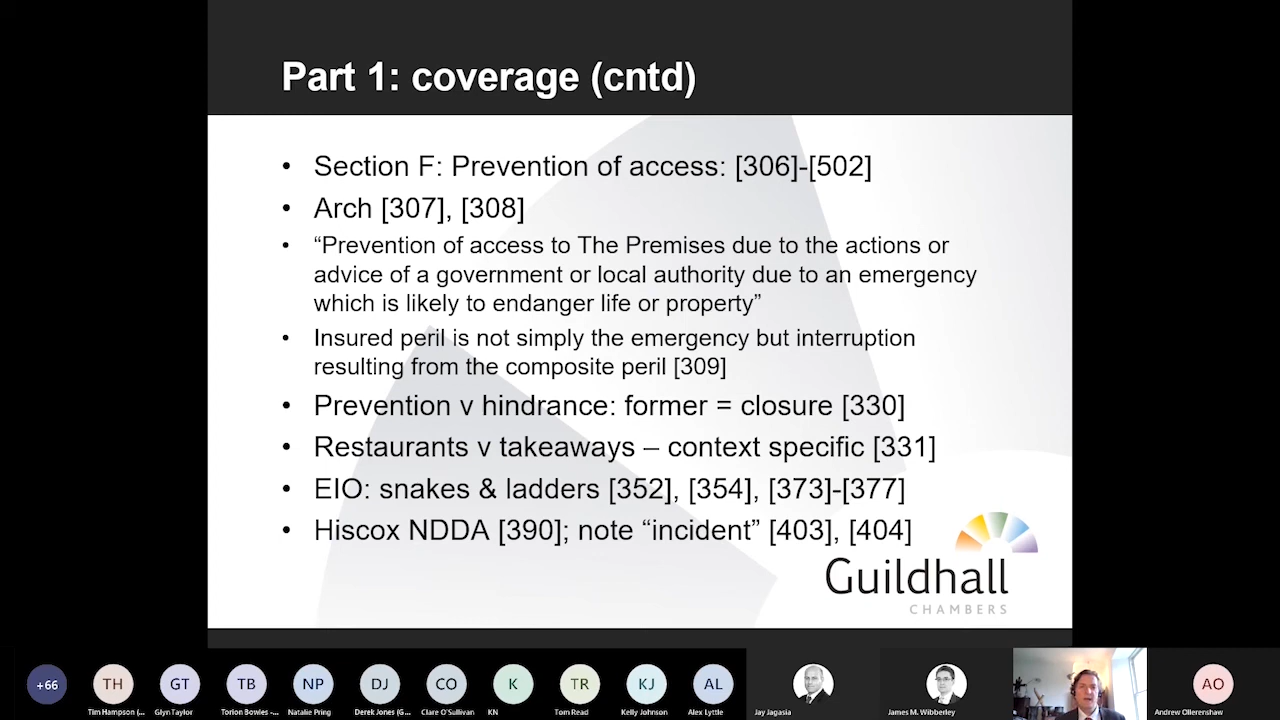 Part 1: coverage (cntd)
• Section F: Prevention of access: [306]-[502]
• Arch [307], [308]
• “Prevention of access to The Premises due to the actions or
advice of a government or local authority due to an emergency
which is likely to endanger life or property”
• Insured peril is not simply the emergency but interruption
resulting from the composite peril [309]
• Prevention v hindrance: former = closure [330]
• Restaurants v takeaways – context specific [331]
• EIO: snakes & ladders [352], [354], [373]-[377]
• Hiscox NDDA [390]; note “incident” [403], [404]
Guildhall
CHAMBERS
+66
TH
GT
TB
NP
DJ
CO
K
TR
KJ
AL
AO
Tim Hampson (...
Glyn Taylor
Torion Bowles -...
Natalie Pring
Derek Jones (G...
Clare O'Sullivan
KN
Tom Read
Kelly Johnson
Alex Lyttle
Jay Jagasia
James M. Wibberley
Andrew Ollerenshaw